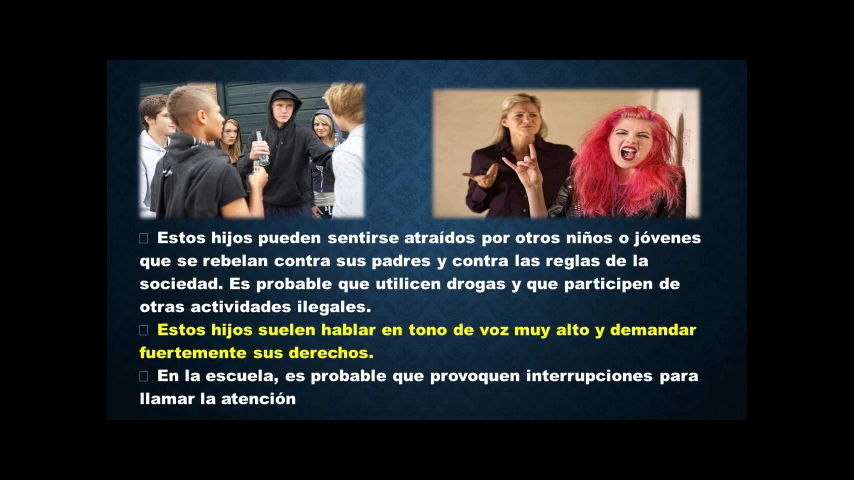 Estos hijos pueden sentirse atraídos por otros niños o jóvenes
que se rebelan contra sus padres y contra las reglas de la
sociedad. Es probable que utilicen drogas y que participen de
otras actividades ilegales.
Estos hijos suelen hablar en tono de voz muy alto y demandar
fuertemente sus derechos.
En la escuela, es probable que provoquen interrupciones para
llamar la atención